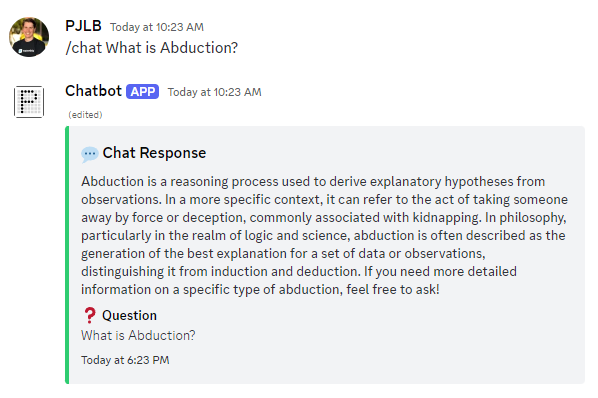 PJLB Today at 10:23 AM
/chat What is Abduction?
Chatbot APP Today at 10:23 AM
(edited)
Chat Response
Abduction is a reasoning process used to derive explanatory hypotheses from
observations. In a more specific context, it can refer to the act of taking someone
away by force or deception, commonly associated with kidnapping. In philosophy,
particularly in the realm of logic and science, abduction is often described as the
generation of the best explanation for a set of data or observations,
distinguishing it from induction and deduction. If you need more detailed
information on a specific type of abduction, feel free to ask!
❓ Question
What is Abduction?
Today at 6:23 PM